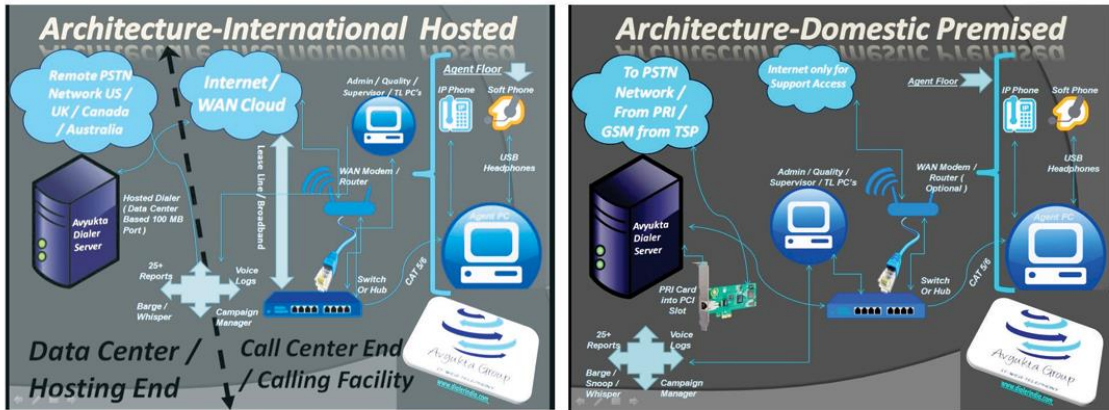 Architecture-International Hosted
Remote PSTN
Network US /
UK / Canada
/ Australia
Internet /
WAN Cloud
Admin / Quality /
Supervisor / TL PC's
Agent Floor
IP Phone
Soft Phone
USB
Headphones
WAN Modem /
Router
Lease Line / Broadband
Hosted Dialer
( Data Center
Based 100 MB
Port )
Avyukta
Dialer
Server
Agent PC
25+
Reports
Voice
Logs
Barge /
Whisper
Campaign
Manager
Switch
Or Hub
CAT 5/6
Data Center /
Hosting End
Call Center End
/ Calling Facility
Avyukta Group
www.dialerindia.com
Architecture-Domestic Premised
To PSTN
Network /
From PRI /
GSM from TSP
Internet only for
Support Access
Agent Floor
IP Phone
Soft Phone
USB
Headphones
Admin / Quality /
Supervisor / TL PC's
WAN Modem /
Router
( Optional )
Avyukta
Dialer
Server
Agent PC
PRI Card
into PCI
Slot
Switch
Or Hub
CAT 5/6
25+
Reports
Voice
Logs
Barge /
Snoop /
Whisper
Campaign
Manager
Avyukta Group
www.dialerindia.com